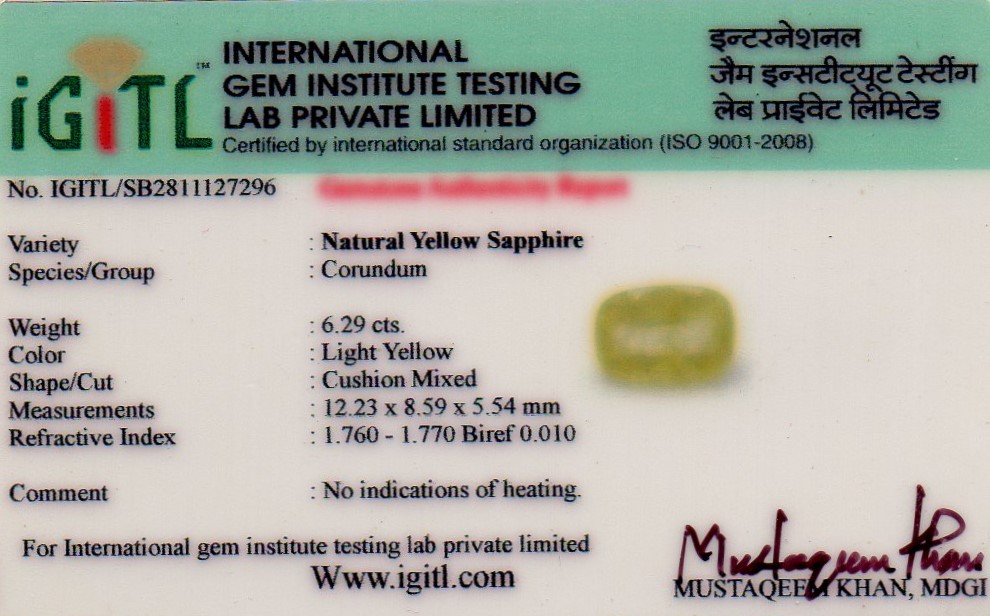 iGiTL™
INTERNATIONAL
GEM INSTITUTE TESTING
LAB PRIVATE LIMITED
Certified by international standard organization (ISO 9001-2008)
इन्टरनेशनल
जैम इन्सटीट्यूट टेस्टींग
लेब प्राईवेट लिमिटेड
No. IGITL/SB2811127296 Gemstone Authenticity Report
Variety : Natural Yellow Sapphire
Species/Group : Corundum
Weight : 6.29 cts.
Color : Light Yellow
Shape/Cut : Cushion Mixed
Measurements : 12.23 x 8.59 x 5.54 mm
Refractive Index : 1.760 - 1.770 Biref 0.010
Comment : No indications of heating.
For International gem institute testing lab private limited
Www.igitl.com
Mustaqeem Khan
MUSTAQEEM KHAN, MDGI